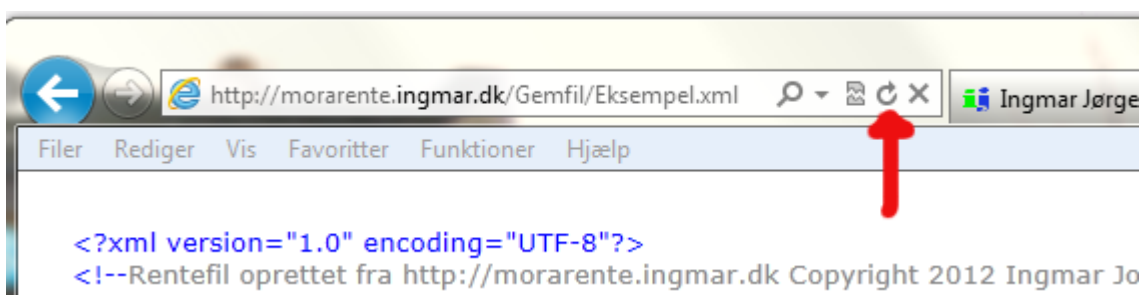 http://morarente.ingmar.dk/Gemfil/Eksempel.xml Ingmar Jørge
Filer Rediger Vis Favoritter Funktioner Hjælp
<?xml version="1.0" encoding="UTF-8"?>
<!--Rentefil oprettet fra http://morarente.ingmar.dk Copyright 2012 Ingmar Jo